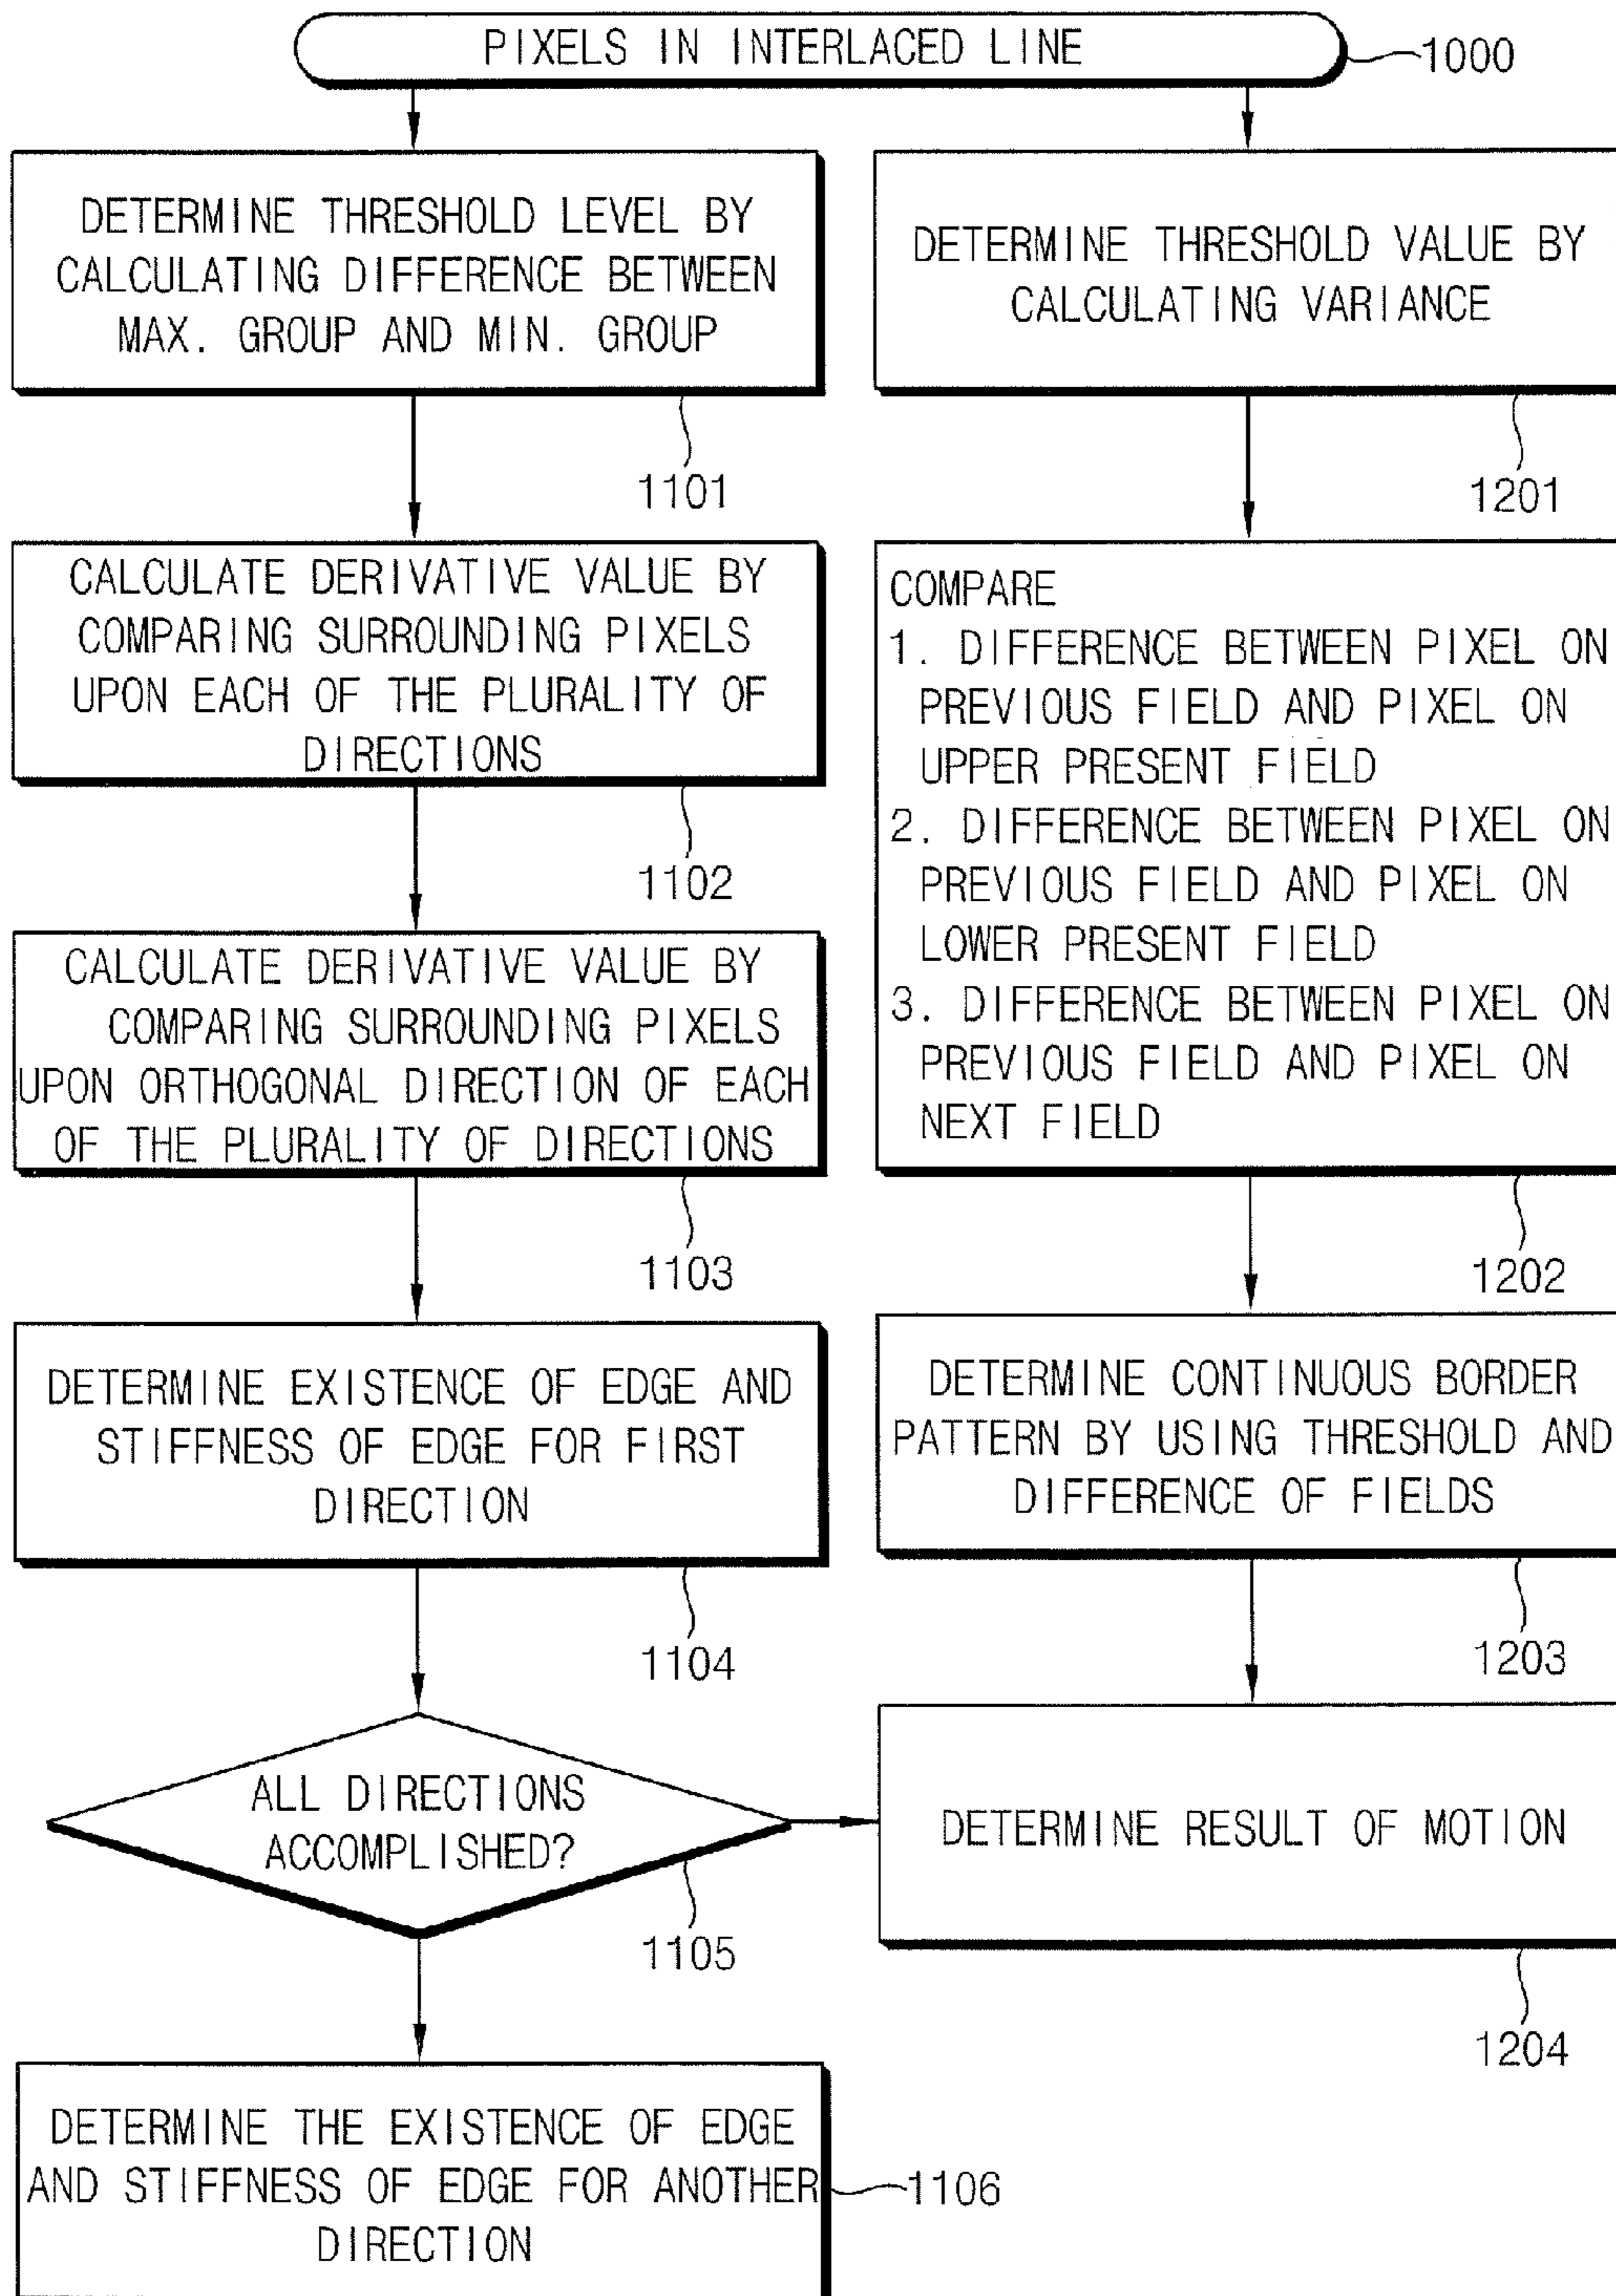 PIXELS IN INTERLACED LINE
1000
DETERMINE THRESHOLD LEVEL BY
CALCULATING DIFFERENCE BETWEEN
MAX. GROUP AND MIN. GROUP
1101
CALCULATE DERIVATIVE VALUE BY
COMPARING SURROUNDING PIXELS
UPON EACH OF THE PLURALITY OF
DIRECTIONS
1102
CALCULATE DERIVATIVE VALUE BY
COMPARING SURROUNDING PIXELS
UPON ORTHOGONAL DIRECTION OF EACH
OF THE PLURALITY OF DIRECTIONS
1103
DETERMINE EXISTENCE OF EDGE AND
STIFFNESS OF EDGE FOR FIRST
DIRECTION
1104
ALL DIRECTIONS
ACCOMPLISHED?
1105
DETERMINE THE EXISTENCE OF EDGE
AND STIFFNESS OF EDGE FOR ANOTHER
DIRECTION
1106
DETERMINE THRESHOLD VALUE BY
CALCULATING VARIANCE
1201
COMPARE
1. DIFFERENCE BETWEEN PIXEL ON
PREVIOUS FIELD AND PIXEL ON
UPPER PRESENT FIELD
2. DIFFERENCE BETWEEN PIXEL ON
PREVIOUS FIELD AND PIXEL ON
LOWER PRESENT FIELD
3. DIFFERENCE BETWEEN PIXEL ON
PREVIOUS FIELD AND PIXEL ON
NEXT FIELD
1202
DETERMINE CONTINUOUS BORDER
PATTERN BY USING THRESHOLD AND
DIFFERENCE OF FIELDS
1203
DETERMINE RESULT OF MOTION
1204